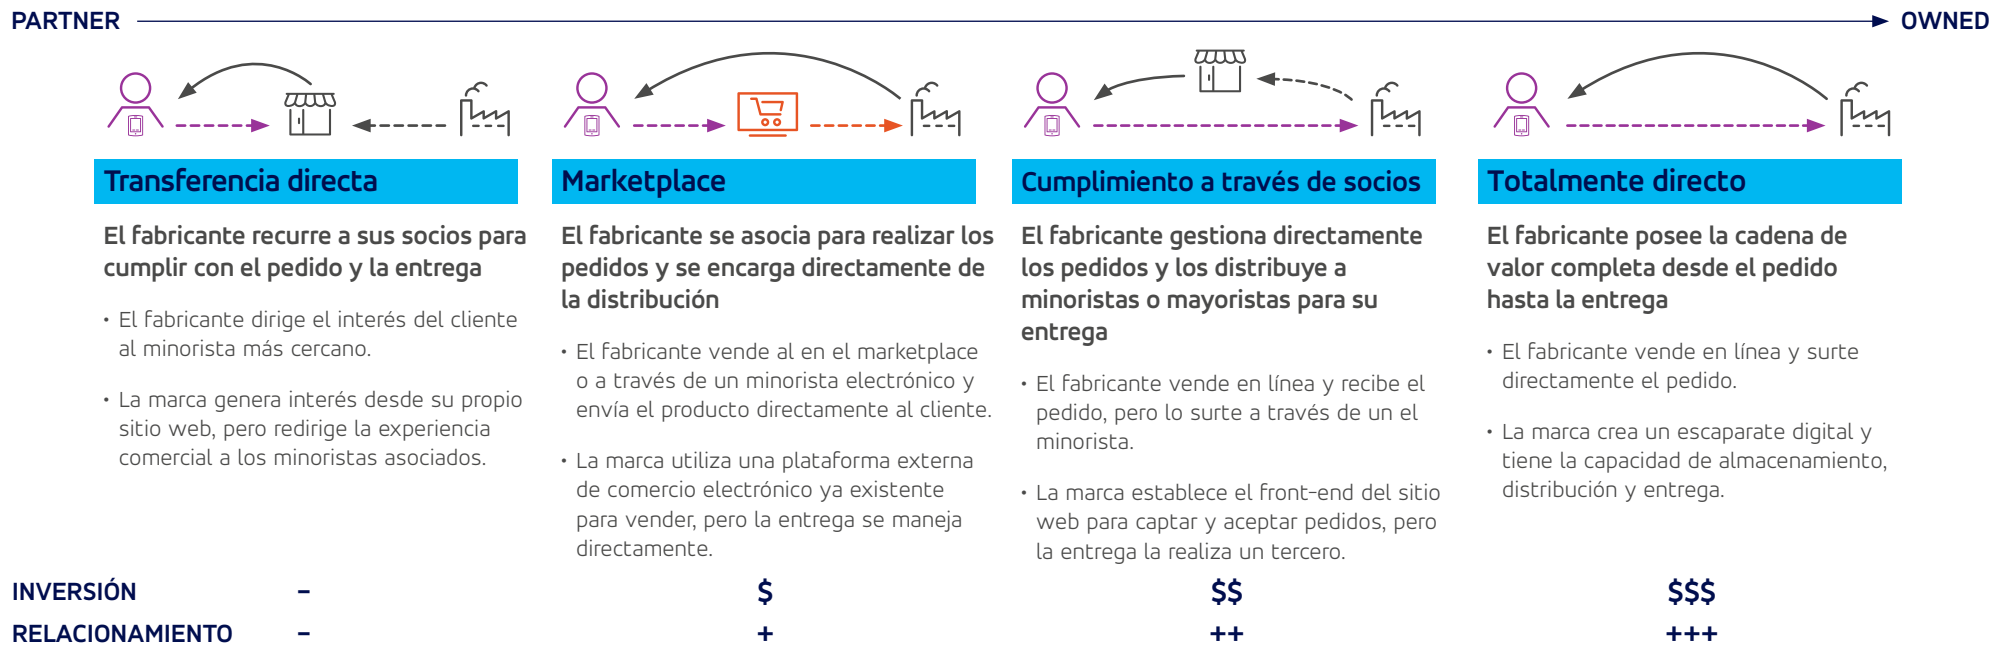 PARTNER
OWNED
Transferencia directa
El fabricante recurre a sus socios para
cumplir con el pedido y la entrega
• El fabricante dirige el interés del cliente
al minorista más cercano.
• La marca genera interés desde su propio
sitio web, pero redirige la experiencia
comercial a los minoristas asociados.
Marketplace
El fabricante se asocia para realizar los
pedidos y se encarga directamente de
la distribución
• El fabricante vende al en el marketplace
o a través de un minorista electrónico y
envía el producto directamente al cliente.
• La marca utiliza una plataforma externa
de comercio electrónico ya existente
para vender, pero la entrega se maneja
directamente.
Cumplimiento a través de socios
El fabricante gestiona directamente
los pedidos y los distribuye a
minoristas o mayoristas para su
entrega
• El fabricante vende en línea y recibe el
pedido, pero lo surte a través de un el
minorista.
• La marca establece el front-end del sitio
web para captar y aceptar pedidos, pero
la entrega la realiza un tercero.
Totalmente directo
El fabricante posee la cadena de
valor completa desde el pedido
hasta la entrega
• El fabricante vende en línea y surte
directamente el pedido.
• La marca crea un escaparate digital y
tiene la capacidad de almacenamiento,
distribución y entrega.
INVERSIÓN – $ $$ $$$
RELACIONAMIENTO – + ++ +++